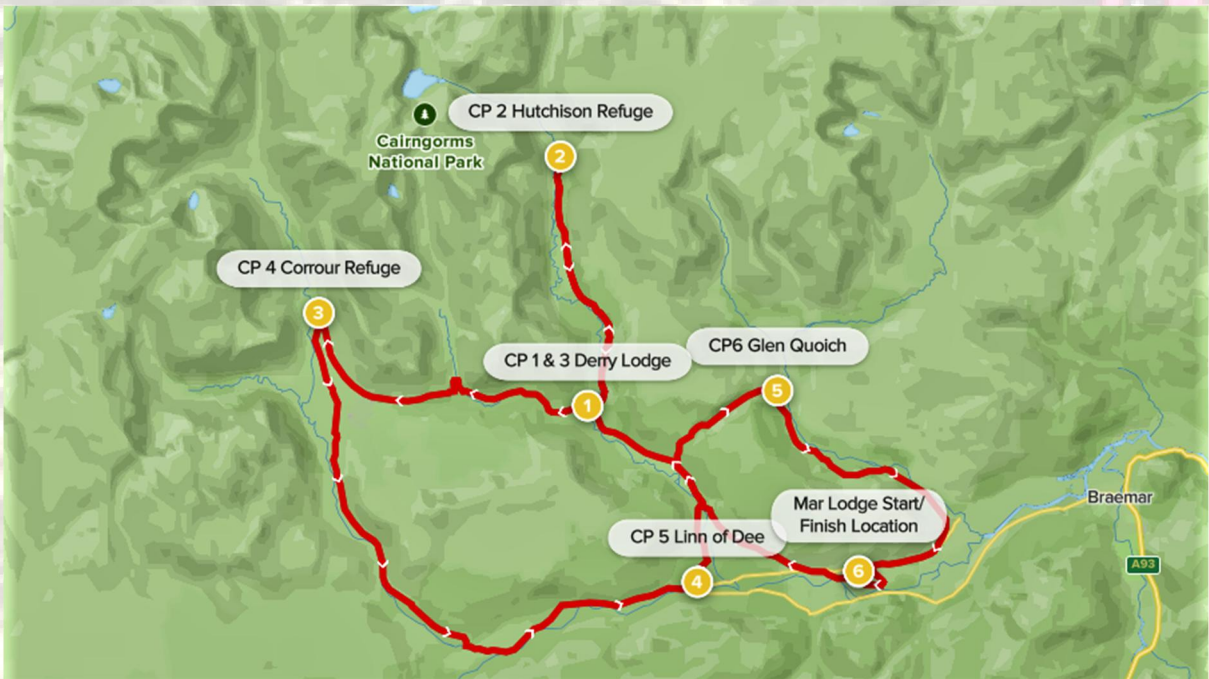 CP 2 Hutchison Refuge
2
Cairngorms
National Park
CP 4 Corrour Refuge
3
CP 1 & 3 Derry Lodge
1
CP6 Glen Quoich
5
Mar Lodge Start/
Finish Location
6
CP 5 Linn of Dee
4
Braemar
A93